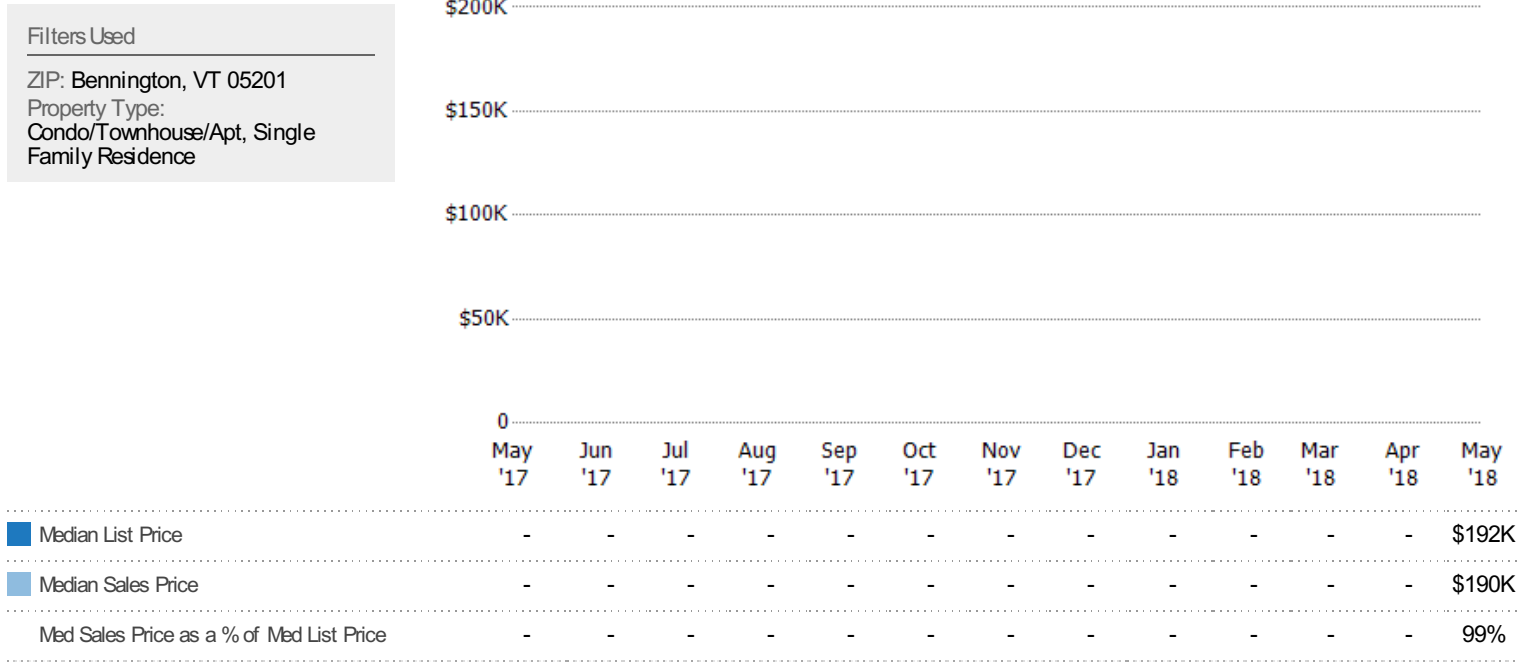 Filters Used
ZIP: Bennington, VT 05201
Property Type:
Condo/Townhouse/Apt, Single
Family Residence
$200K
$150K
$100K
$50K
0
May Jun Jul Aug Sep Oct Nov Dec Jan Feb Mar Apr May
'17 '17 '17 '17 '17 '17 '17 '17 '18 '18 '18 '18 '18
Median List Price - - - - - - - - - - - - $192K
Median Sales Price - - - - - - - - - - - - $190K
Med Sales Price as a % of Med List Price - - - - - - - - - - - - 99%